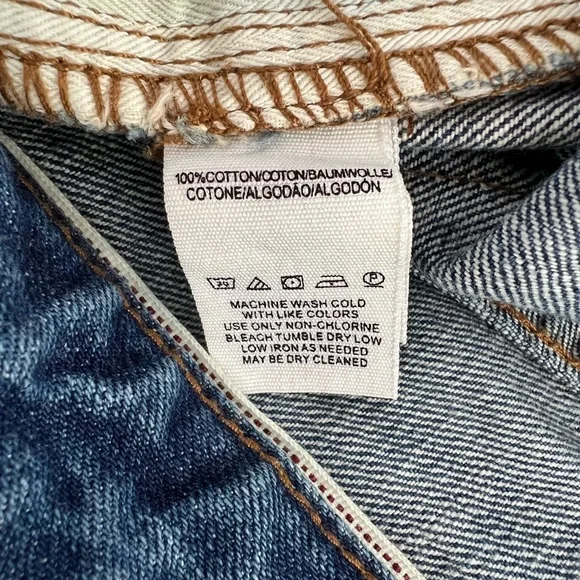 100%COTTON/COTON/BAUMWOLLE/
COTONE/ALGODÃO/ALGODÓN
30 P
MACHINE WASH COLD
WITH LIKE COLORS
USE ONLY NON-CHLORINE
BLEACH TUMBLE DRY LOW
LOW IRON AS NEEDED
MAY BE DRY CLEANED